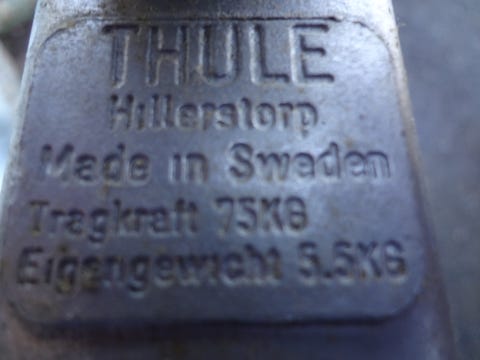 THULE
Hillerstorp
Made in Sweden
Tragkraft 75KG
Eigengewicht 5.5KG